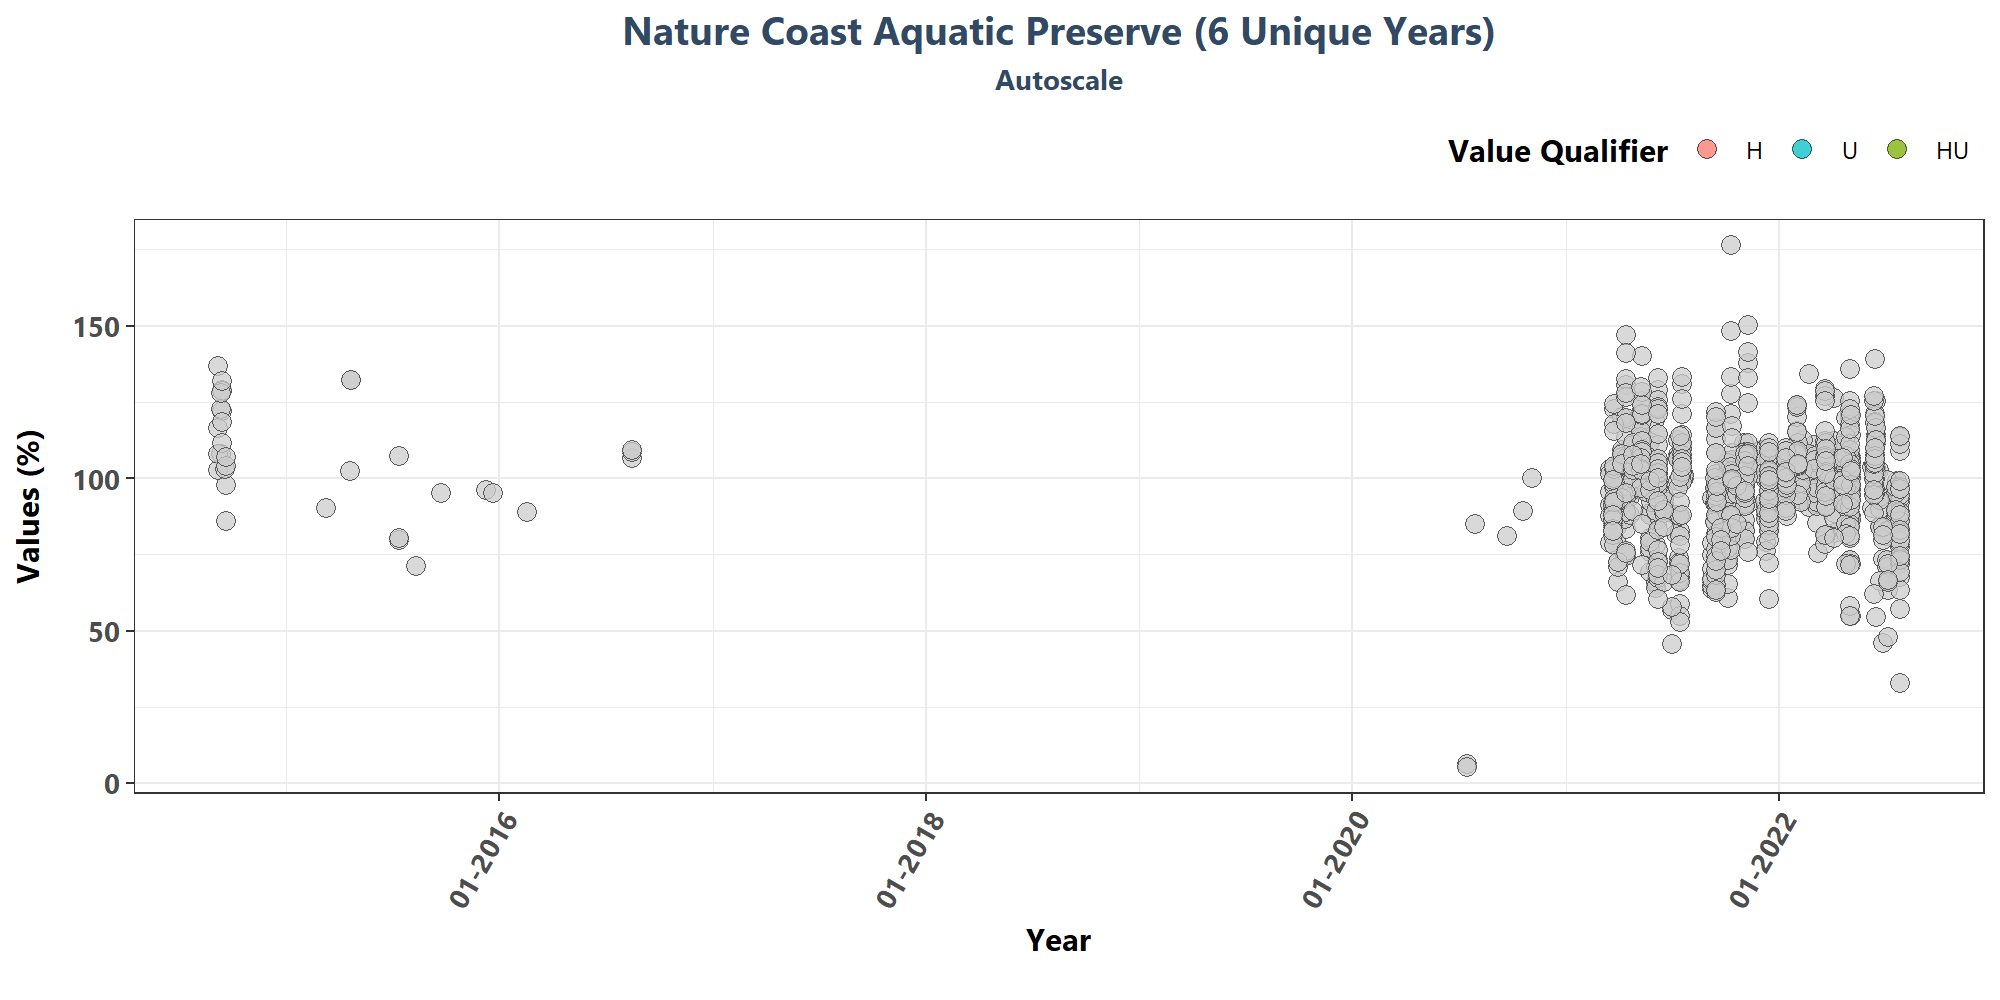 Nature Coast Aquatic Preserve (6 Unique Years)
Autoscale
Value Qualifier H U HU
Values (%)
150
100
50
0
01-2016
01-2018
01-2020
01-2022
Year